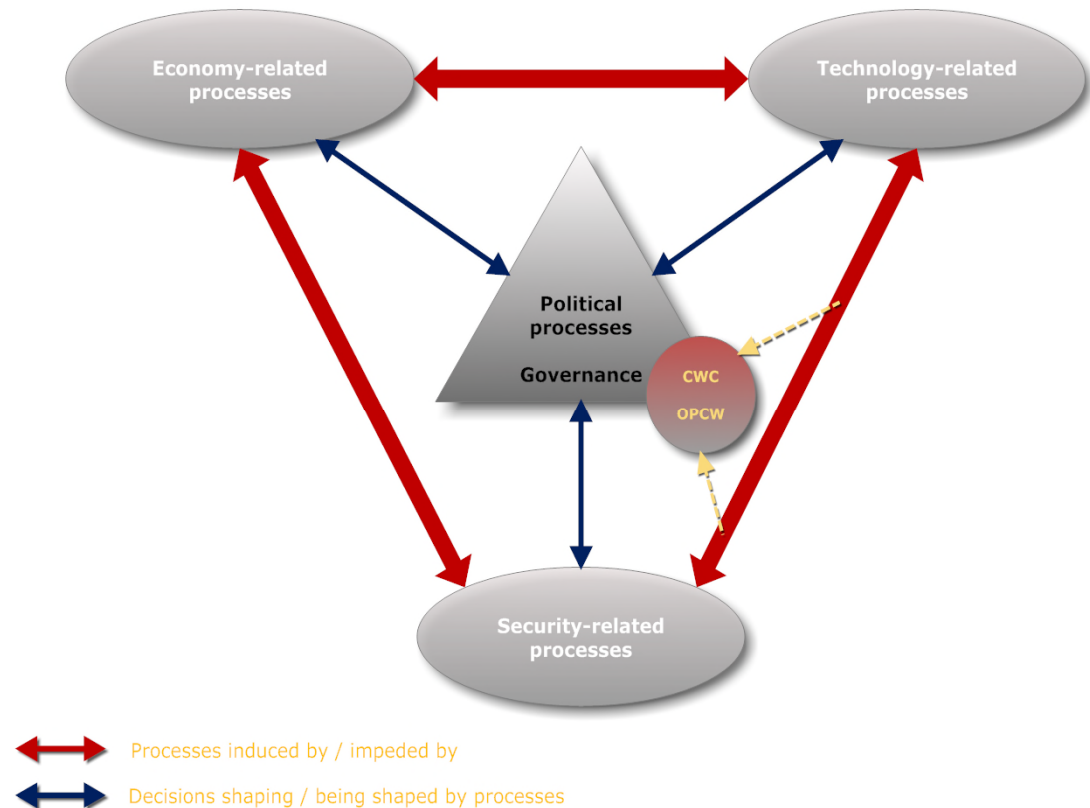 Economy-related
processes
Technology-related
processes
Political
processes
Governance
CWC
OPCW
Security-related
processes
Processes induced by / impeded by
Decisions shaping / being shaped by processes